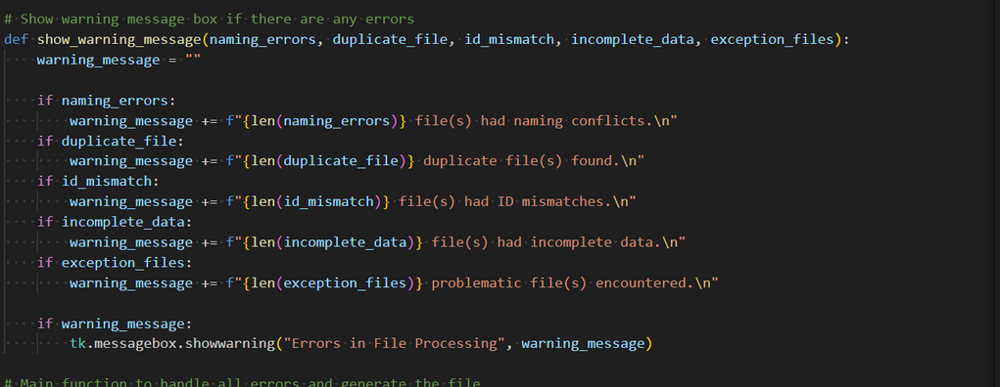 # Show warning message box if there are any errors
def show_warning_message(naming_errors, duplicate_file, id_mismatch, incomplete_data, exception_files):
    warning_message = ""
    if naming_errors:
        warning_message += f"{len(naming_errors)} file(s) had naming conflicts.\n"
    if duplicate_file:
        warning_message += f"{len(duplicate_file)} duplicate file(s) found.\n"
    if id_mismatch:
        warning_message += f"{len(id_mismatch)} file(s) had ID mismatches.\n"
    if incomplete_data:
        warning_message += f"{len(incomplete_data)} file(s) had incomplete data.\n"
    if exception_files:
        warning_message += f"{len(exception_files)} problematic file(s) encountered.\n"
    if warning_message:
        tk.messagebox.showwarning("Errors in File Processing", warning_message)
# Main function to handle all errors and generate the file